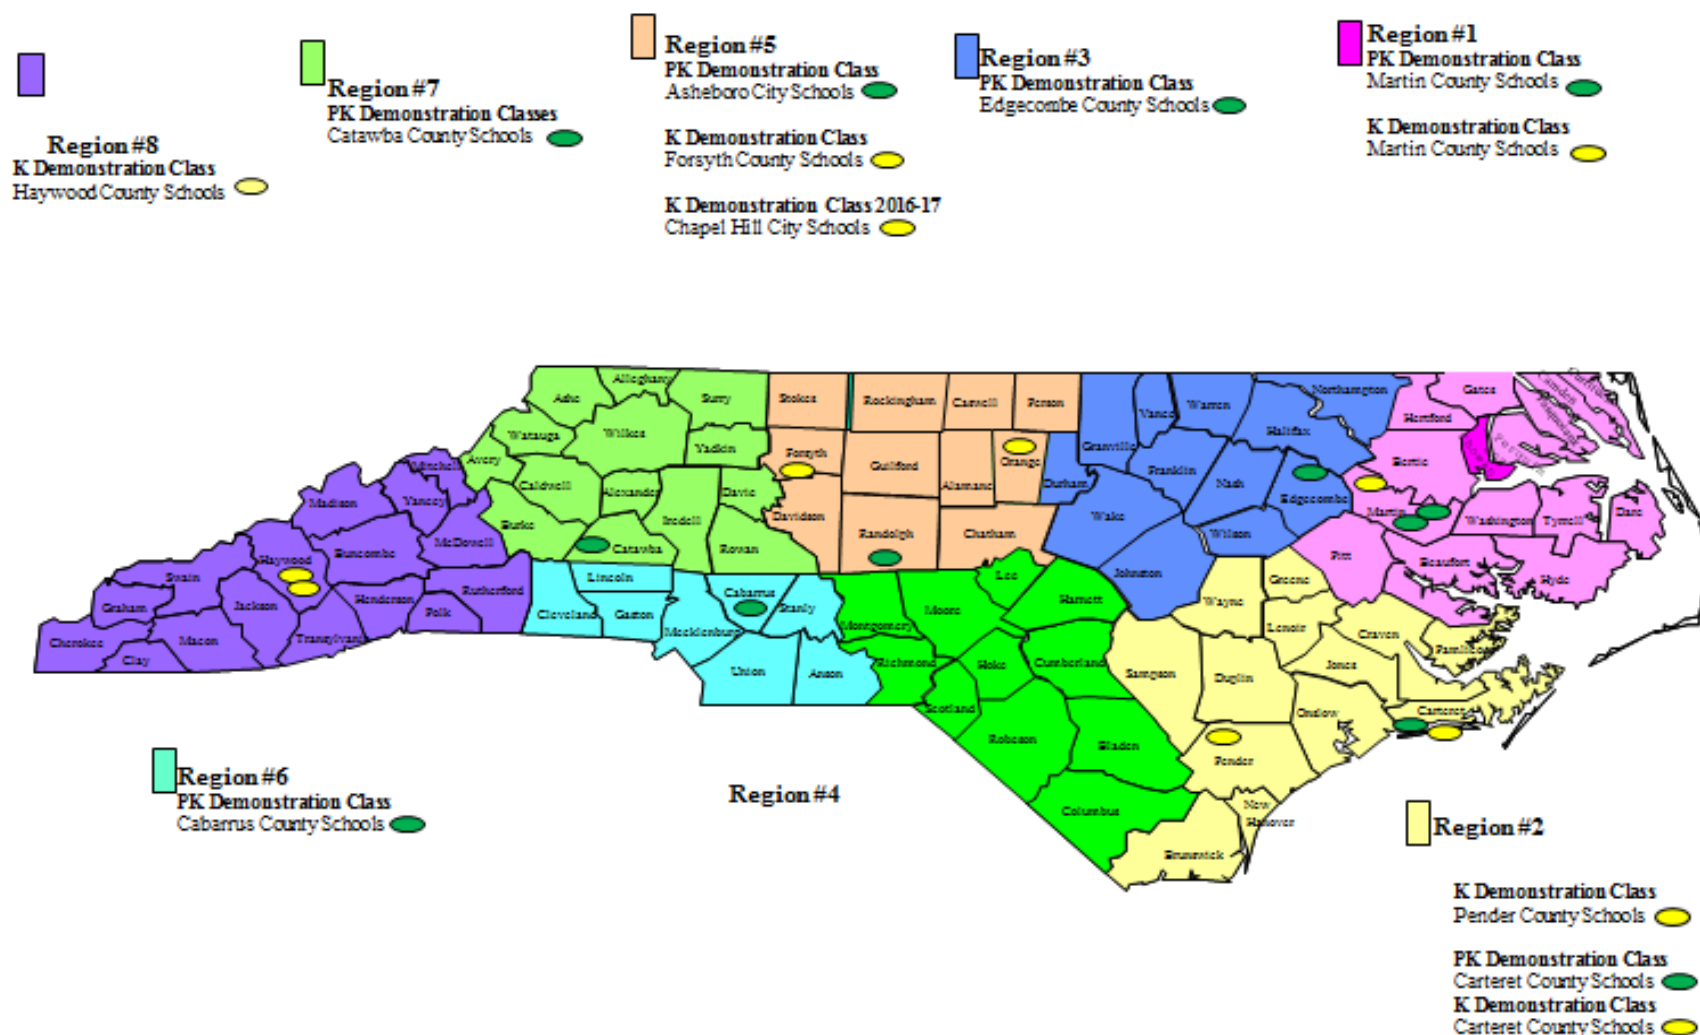 Region #8
K Demonstration Class
Haywood County Schools
Region #7
PK Demonstration Classes
Catawba County Schools
Region #5
PK Demonstration Class
Asheboro City Schools
K Demonstration Class
Forsyth County Schools
K Demonstration Class 2016-17
Chapel Hill City Schools
Region #3
PK Demonstration Class
Edgecombe County Schools
Region #1
PK Demonstration Class
Martin County Schools
K Demonstration Class
Martin County Schools
Ashe
Alleghany
Surry
Stokes
Rockingham
Caswell
Person
Granville
Vance
Warren
Northampton
Halifax
Hertford
Gates
Camden
Watauga
Wilkes
Yadkin
Forsyth
Guilford
Alamance
Orange
Durham
Franklin
Nash
Edgecombe
Bertie
Martin
Washington
Tyrrell
Dare
Mitchell
Avery
Caldwell
Alexander
Davie
Iredell
Davidson
Randolph
Chatham
Wake
Wilson
Johnston
Pitt
Beaufort
Hyde
Madison
Yancey
Burke
Catawba
Rowan
McDowell
Buncombe
Haywood
Swain
Graham
Jackson
Henderson
Polk
Rutherford
Cherokee
Clay
Macon
Transylvani
Cleveland
Lincoln
Gaston
Mecklenburg
Cabarrus
Stanly
Union
Anson
Montgomery
Moore
Lee
Harnett
Richmond
Hoke
Cumberland
Scotland
Robeson
Bladen
Columbus
Wayne
Greene
Lenoir
Craven
Pamlico
Jones
Sampson
Duplin
Onslow
Carteret
Pender
New
Hanover
Brunswick
Region #6
PK Demonstration Class
Cabarrus County Schools
Region #4
Region #2
K Demonstration Class
Pender County Schools
PK Demonstration Class
Carteret County Schools
K Demonstration Class
Carteret County Schools